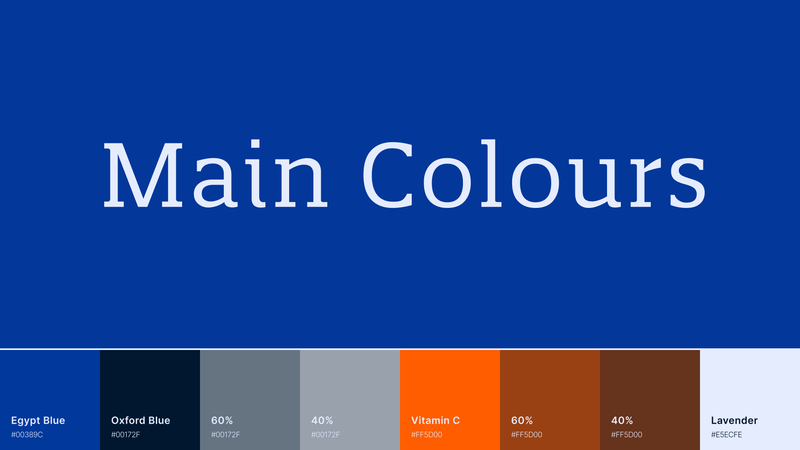 Main Colours
Egypt Blue
#00389C
Oxford Blue
#00172F
60%
#00172F
40%
#00172F
Vitamin C
#FF5D00
60%
#FF5D00
40%
#FF5D00
Lavender
#E5ECFE